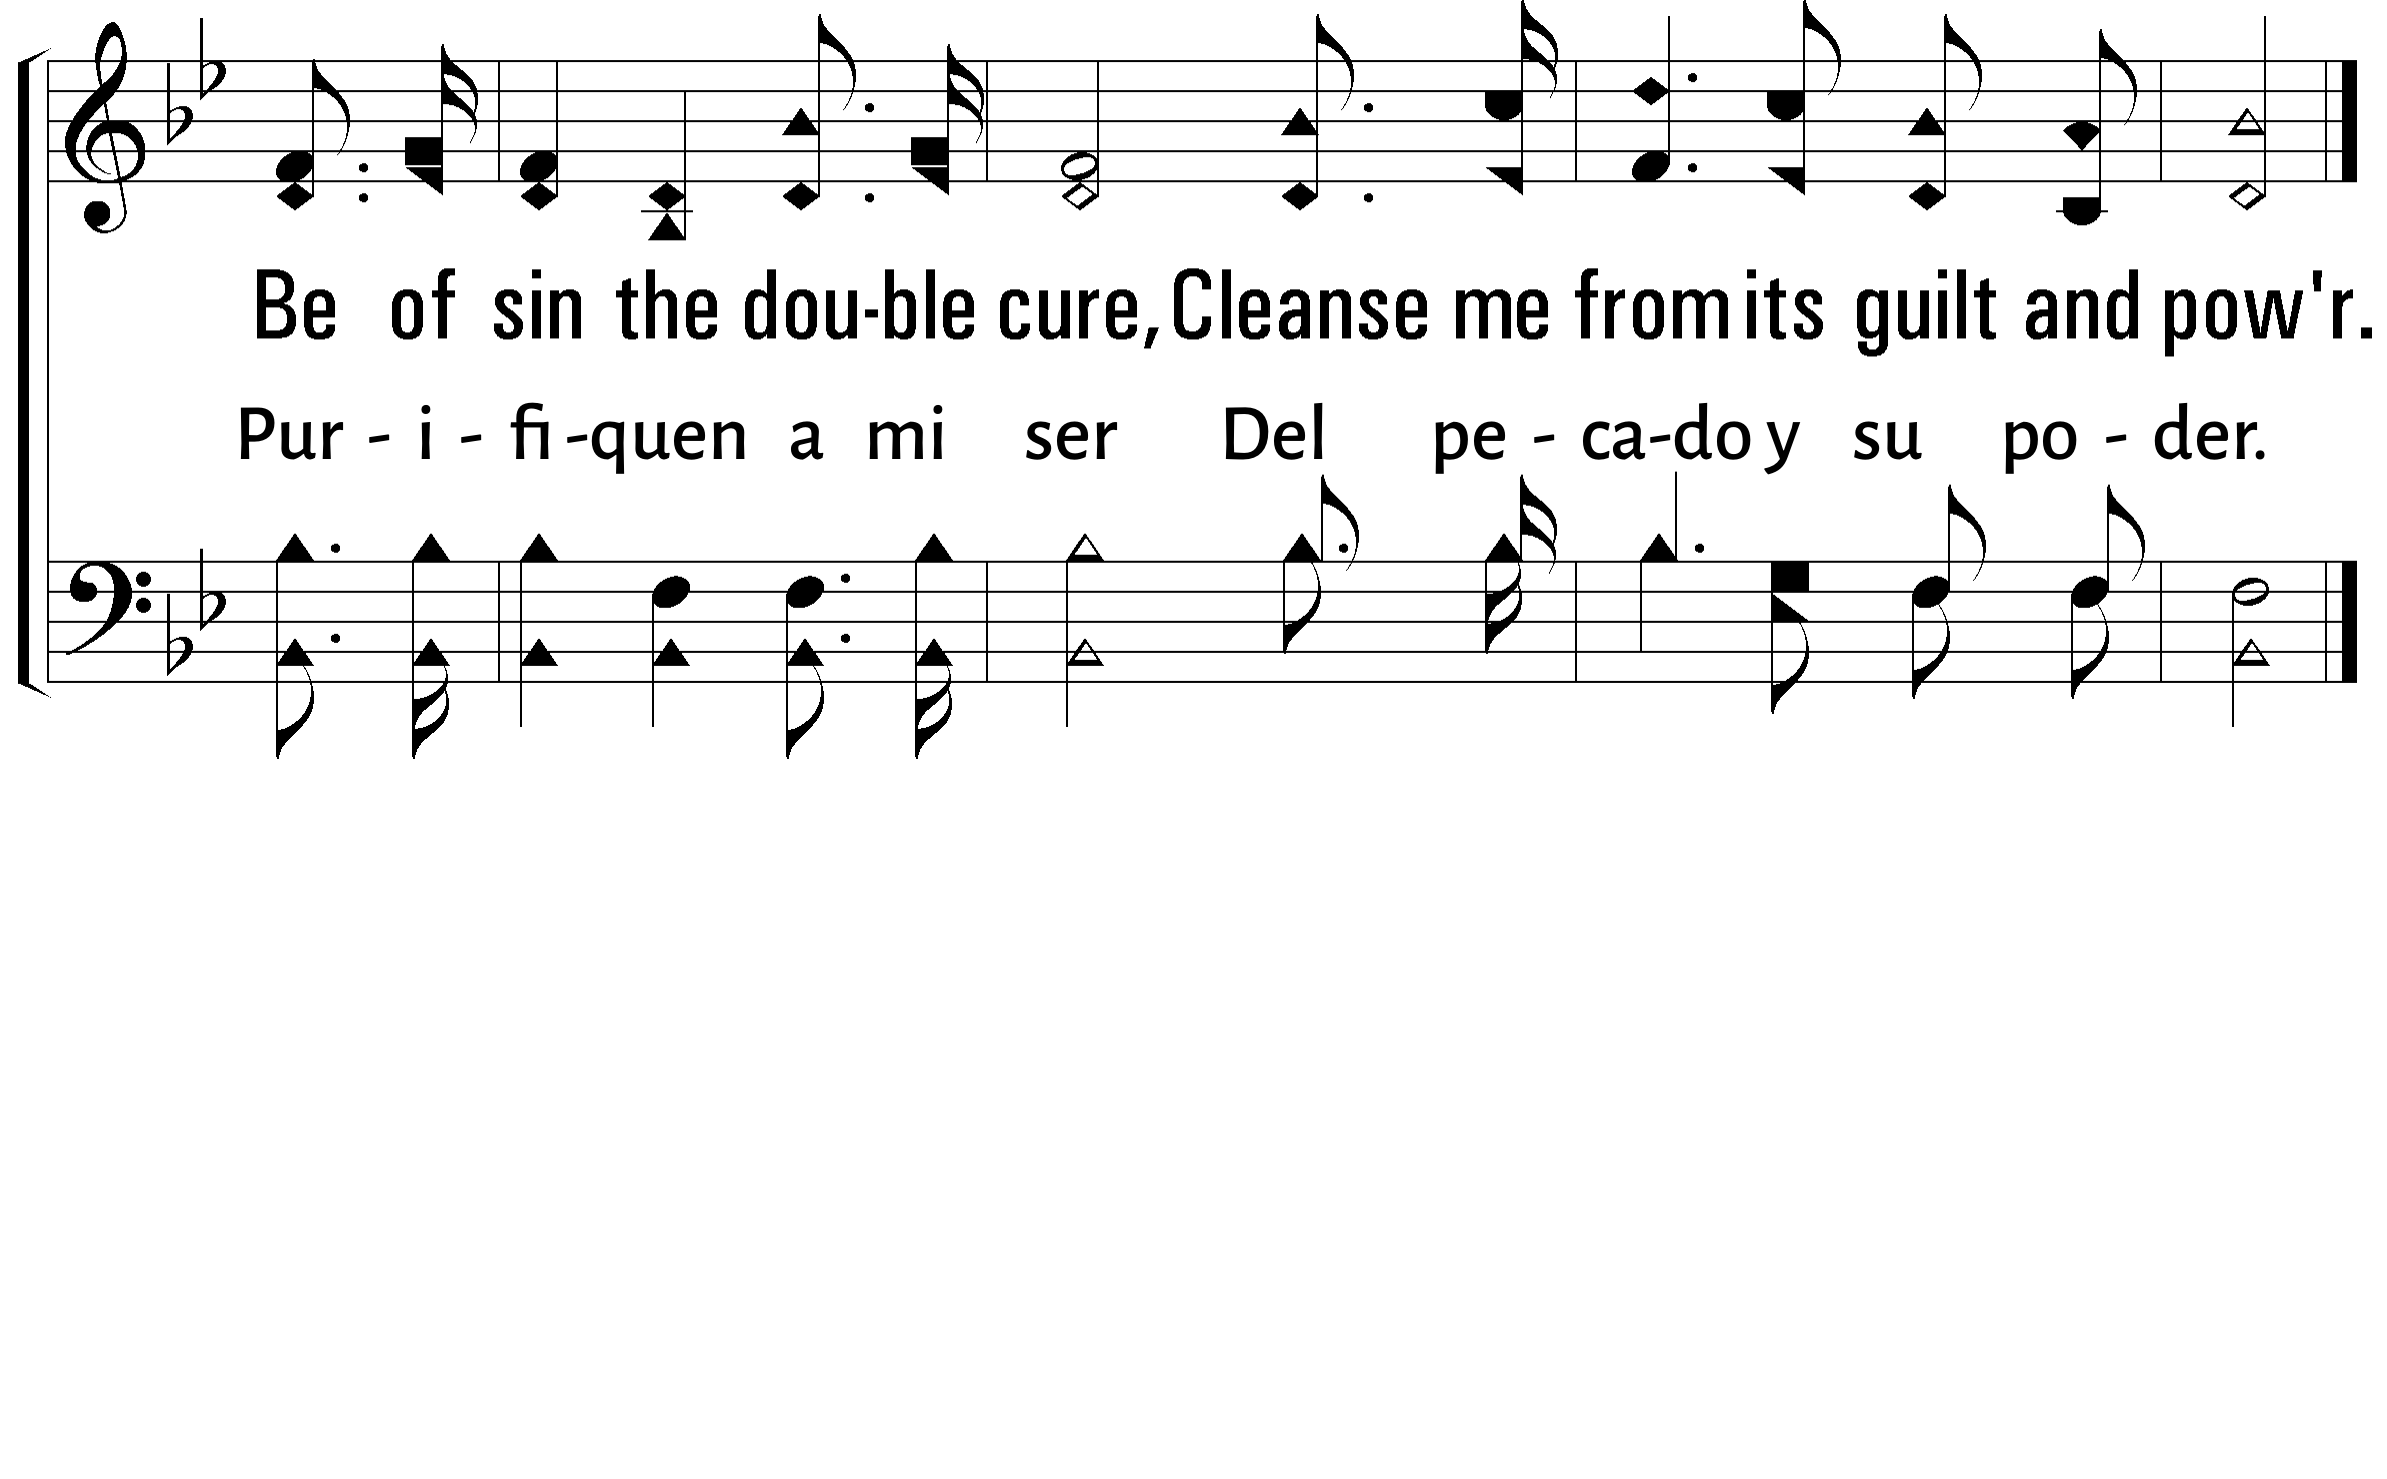 Be of sin the dou-ble cure, Cleanse me from its guilt and pow'r.
Pur - i - fi -quen a mi ser Del pe - ca-do y su po - der.